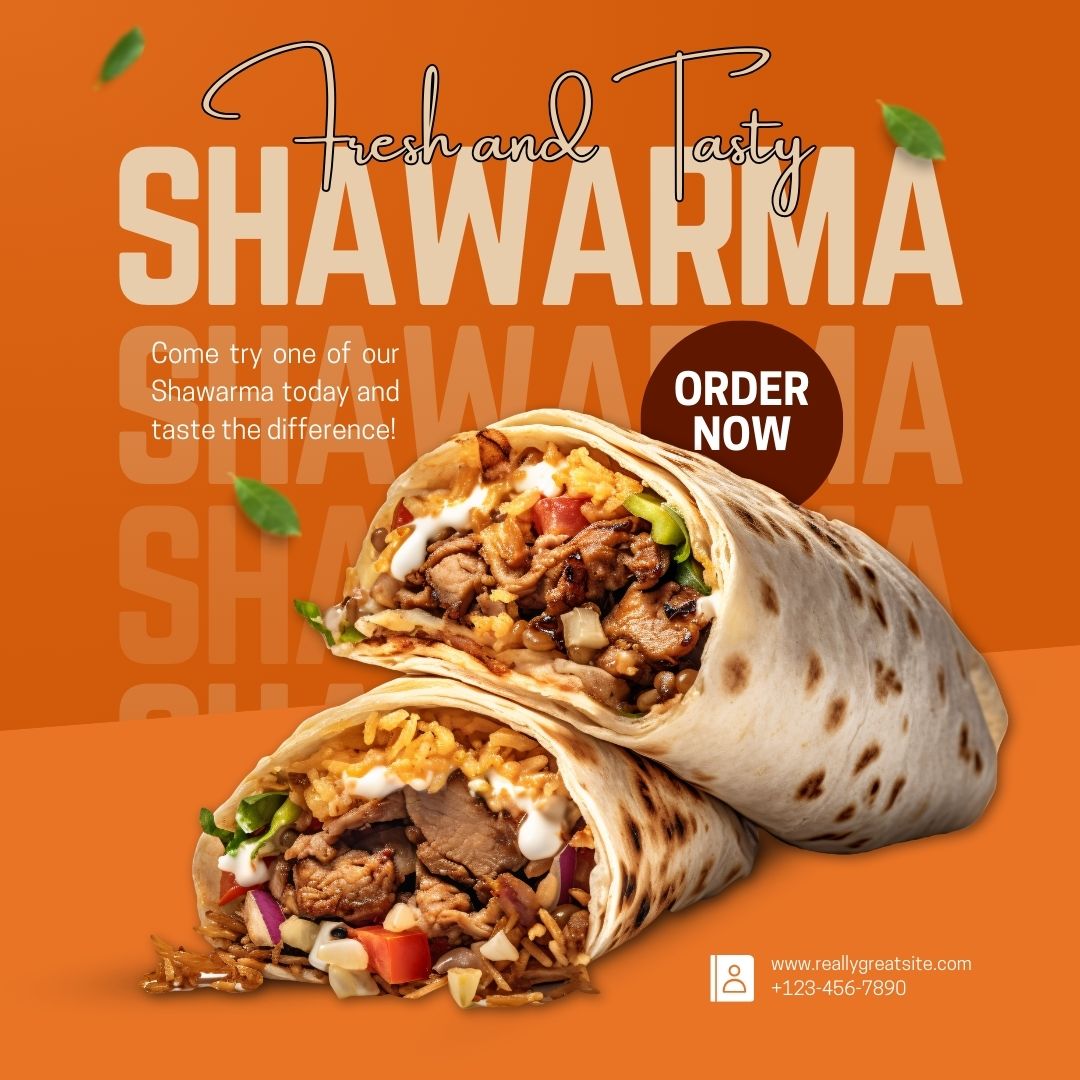 Fresh and Tasty
SHAWARMA
SHAWARMA
Come try one of our
Shawarma today and
taste the difference!
ORDER
NOW
www.reallygreatsite.com
+123-456-7890